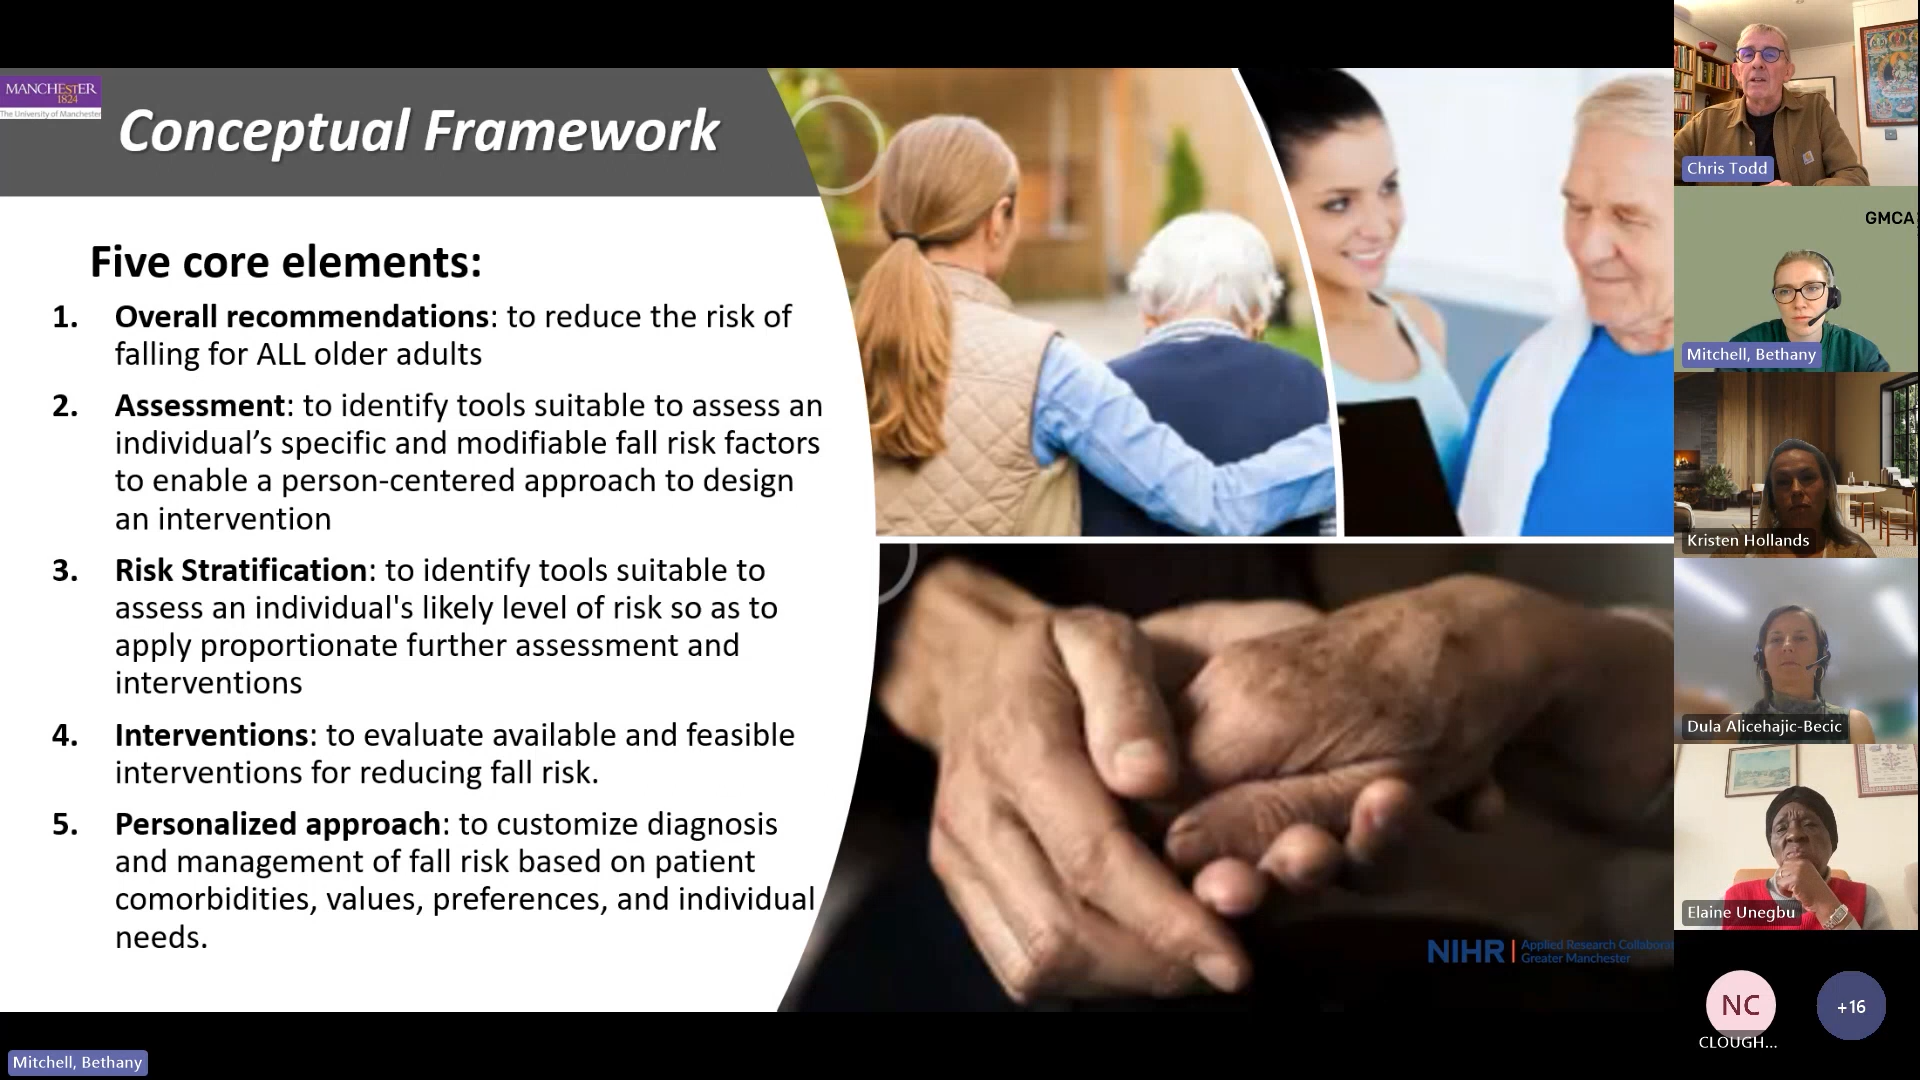 MANCHESTER
1824
The University of Manchester
Conceptual Framework
Five core elements:
1. Overall recommendations: to reduce the risk of
falling for ALL older adults
2. Assessment: to identify tools suitable to assess an
individual’s specific and modifiable fall risk factors
to enable a person-centered approach to design
an intervention
3. Risk Stratification: to identify tools suitable to
assess an individual's likely level of risk so as to
apply proportionate further assessment and
interventions
4. Interventions: to evaluate available and feasible
interventions for reducing fall risk.
5. Personalized approach: to customize diagnosis
and management of fall risk based on patient
comorbidities, values, preferences, and individual
needs.
NIHR | Applied Research Collabora
Greater Manchester
Chris Todd
GMCA
Mitchell, Bethany
Kristen Hollands
Dula Alicehajic-Becic
Elaine Unegbu
NC
CLOUGH...
+16
Mitchell, Bethany